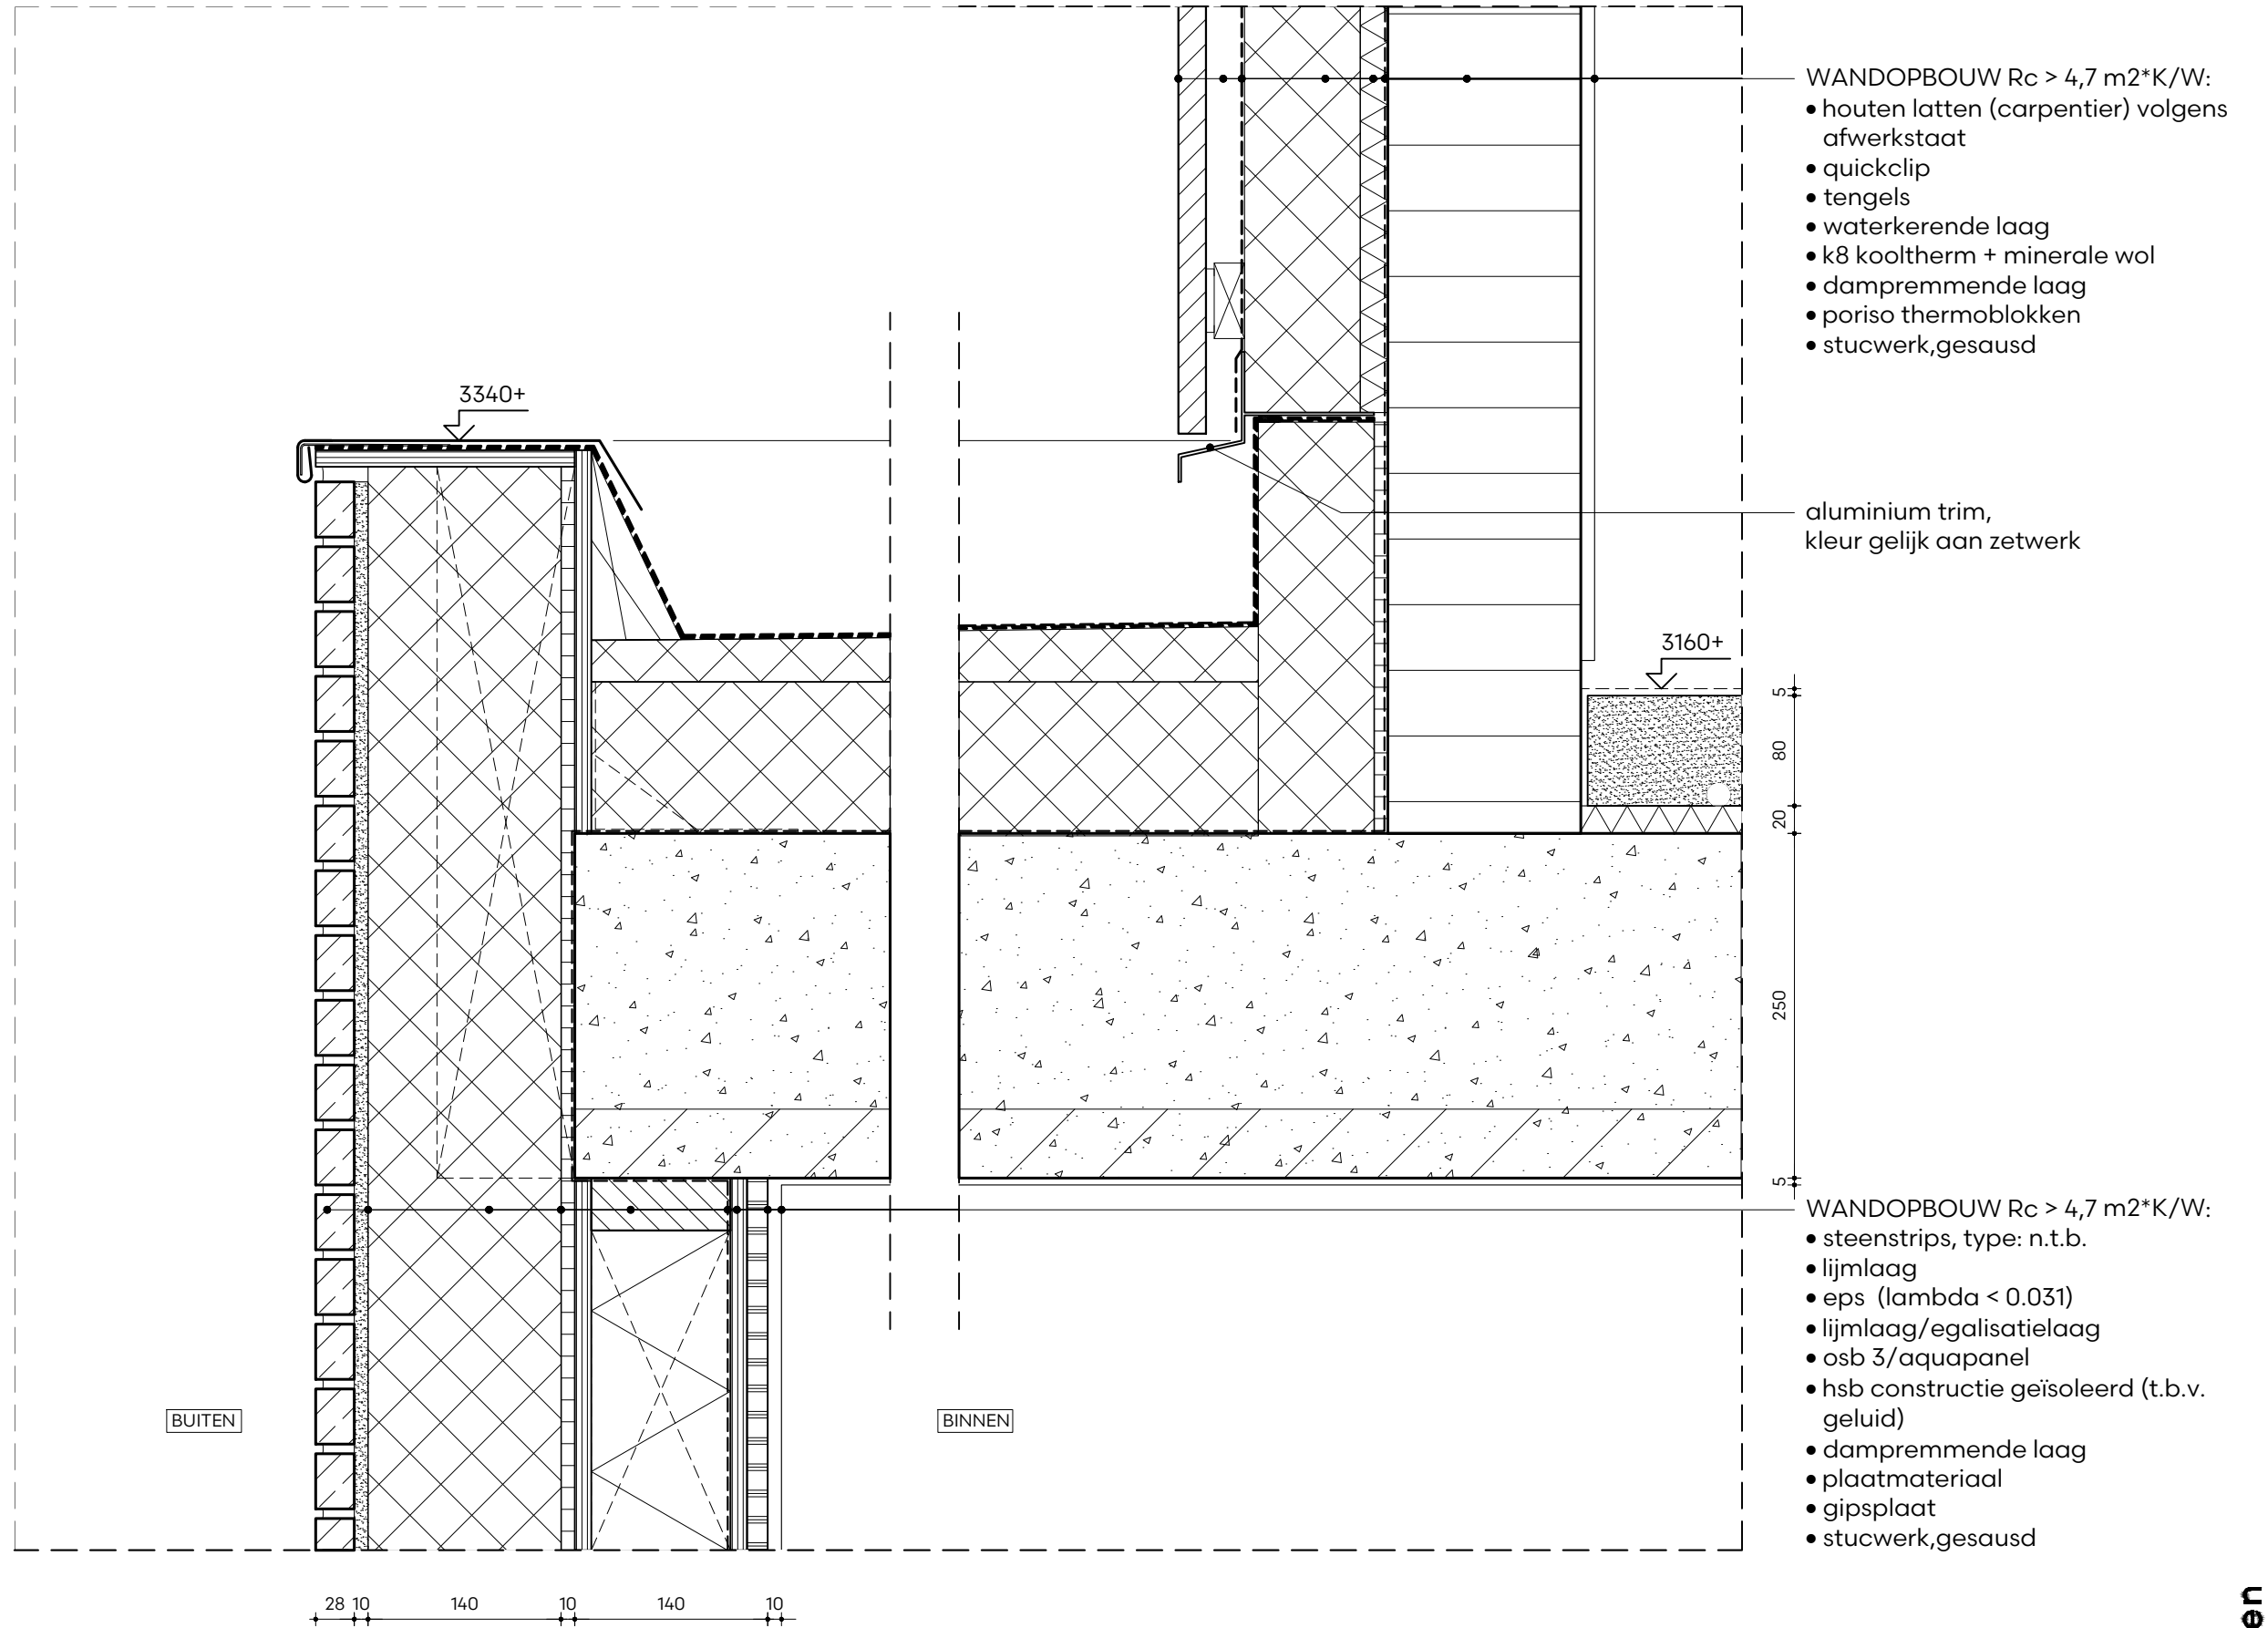 WANDOPBOUW Rc > 4,7 m2*K/W:
• houten latten (carpentier) volgens
afwerkstaat
• quickclip
• tengels
• waterkerende laag
• k8 kooltherm + minerale wol
• dampremmende laag
• poriso thermoblokken
• stucwerk,gesausd
3340+
aluminium trim,
kleur gelijk aan zetwerk
3160+
5
80
20
250
5
WANDOPBOUW Rc > 4,7 m2*K/W:
• steenstrips, type: n.t.b.
• lijmlaag
• eps (lambda < 0.031)
• lijmlaag/egalisatielaag
• osb 3/aquapanel
• hsb constructie geïsoleerd (t.b.v.
geluid)
• dampremmende laag
• plaatmateriaal
• gipsplaat
• stucwerk,gesausd
BUITEN
BINNEN
28 10 140 10 140 10
en